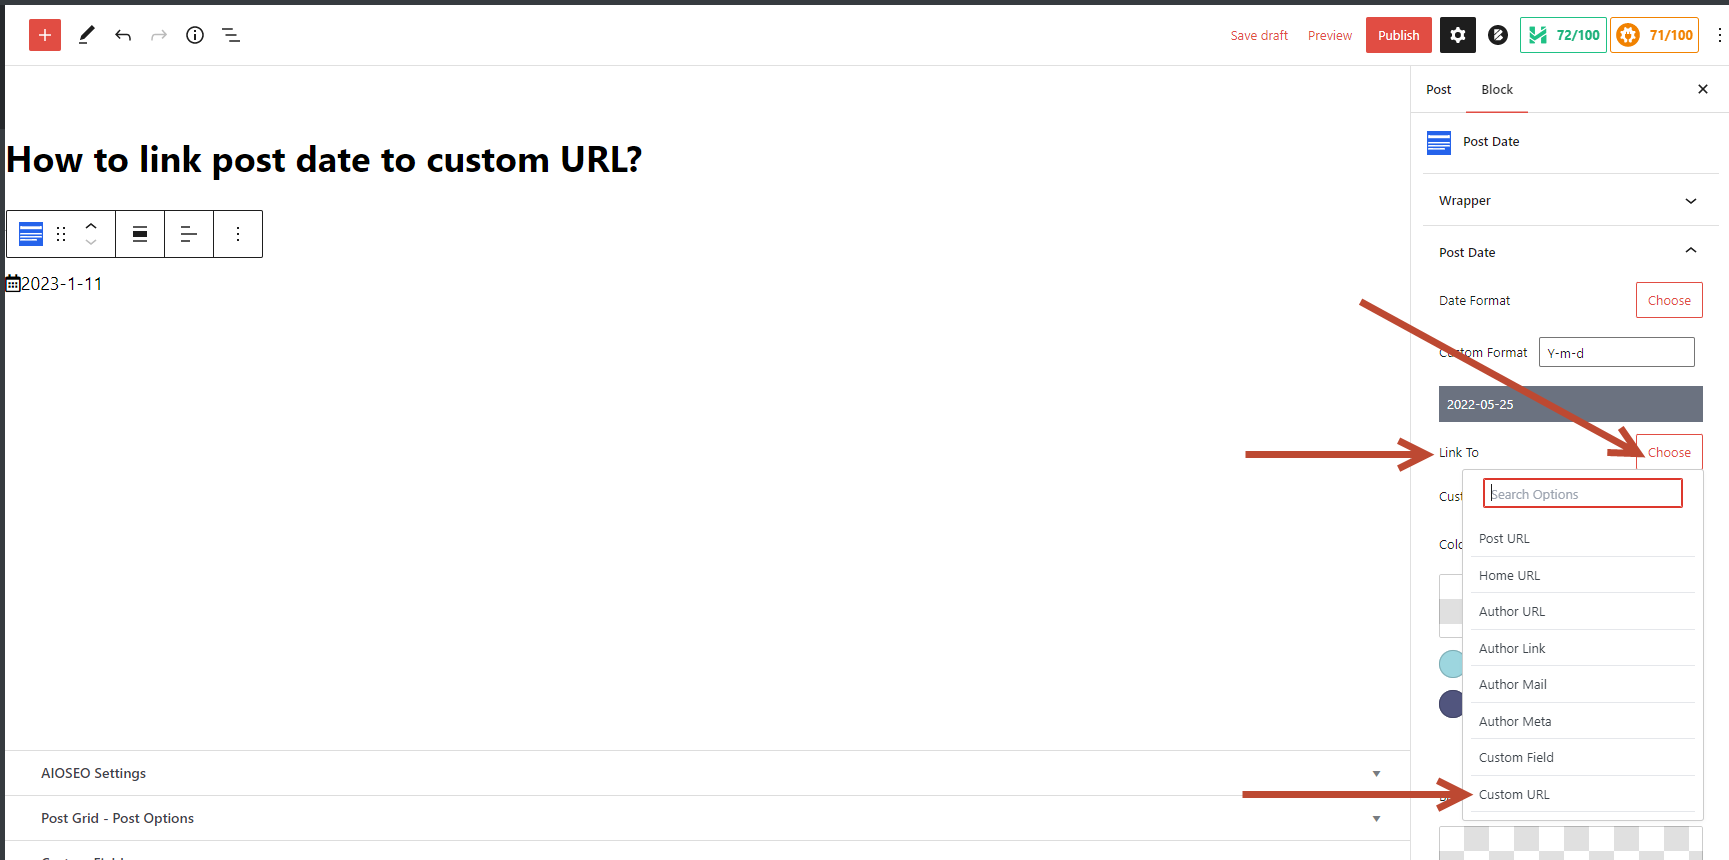 Save draft
Preview
Publish
72/100
71/100
Post
Block
How to link post date to custom URL?
Post Date
Wrapper
Post Date
2023-1-11
Date Format
Choose
Custom Format
Y-m-d
2022-05-25
Link To
Choose
Cust
Search Options
Post URL
Colo
Home URL
Author URL
Author Link
Author Mail
Author Meta
Custom Field
Custom URL
AIOSEO Settings
Post Grid - Post Options